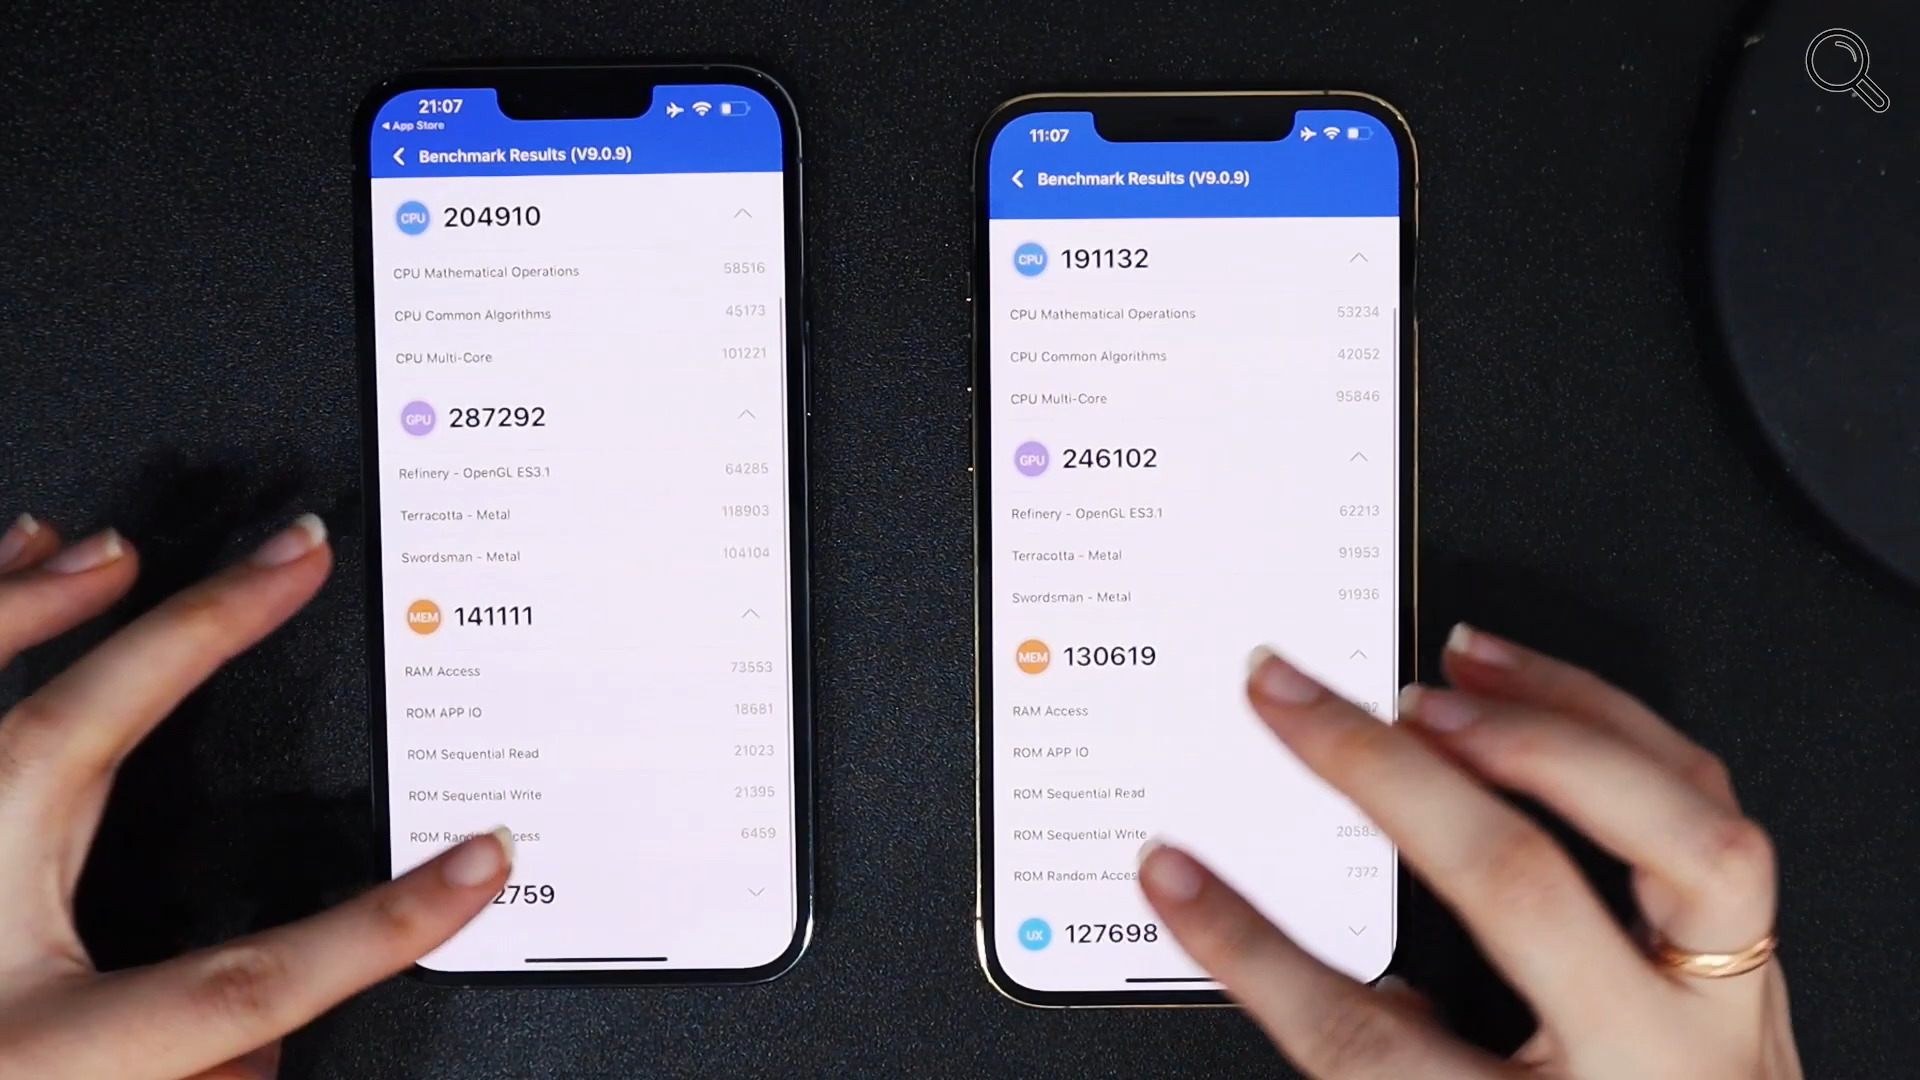 21:07
App Store
Benchmark Results (V9.0.9)
CPU 204910
CPU Mathematical Operations 58516
CPU Common Algorithms 45173
CPU Multi-Core 101221
GPU 287292
Refinery - OpenGL ES3.1 64285
Terracotta - Metal 118903
Swordsman - Metal 104104
MEM 141111
RAM Access 73553
ROM APP IO 18681
ROM Sequential Read 21023
ROM Sequential Write 21395
ROM 6459
2759
11:07
Benchmark Results (V9.0.9)
CPU 191132
CPU Mathematical Operations 53234
CPU Common Algorithms 42052
CPU Multi-Core 95846
GPU 246102
Refinery - OpenGL ES3.1 62213
Terracotta - Metal 91953
Swordsman - Metal 91936
MEM 130619
RAM Access
ROM APP IO
ROM Sequential Read
ROM Sequential Write
ROM Random 7372
UX 127698